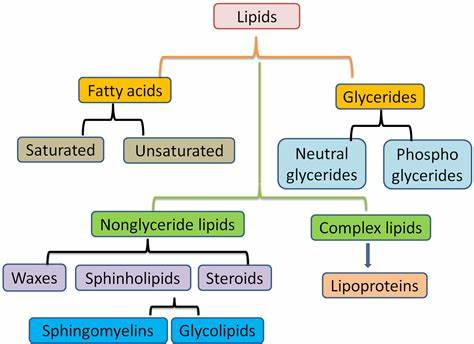 Lipids
Fatty acids
Glycerides
Saturated
Unsaturated
Neutral
glycerides
Phospho
glycerides
Nonglyceride lipids
Complex lipids
Waxes
Sphinholipids
Steroids
Lipoproteins
Sphingomyelins
Glycolipids